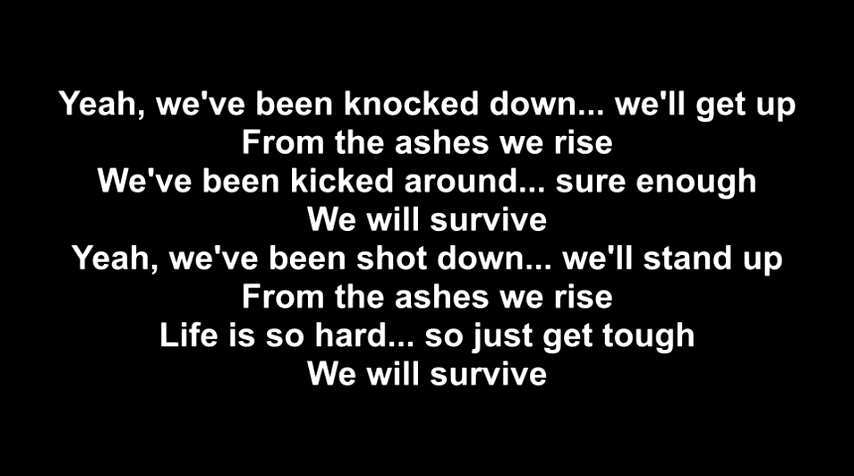 Yeah, we've been knocked down... we'll get up
From the ashes we rise
We've been kicked around... sure enough
We will survive
Yeah, we've been shot down... we'll stand up
From the ashes we rise
Life is so hard... so just get tough
We will survive